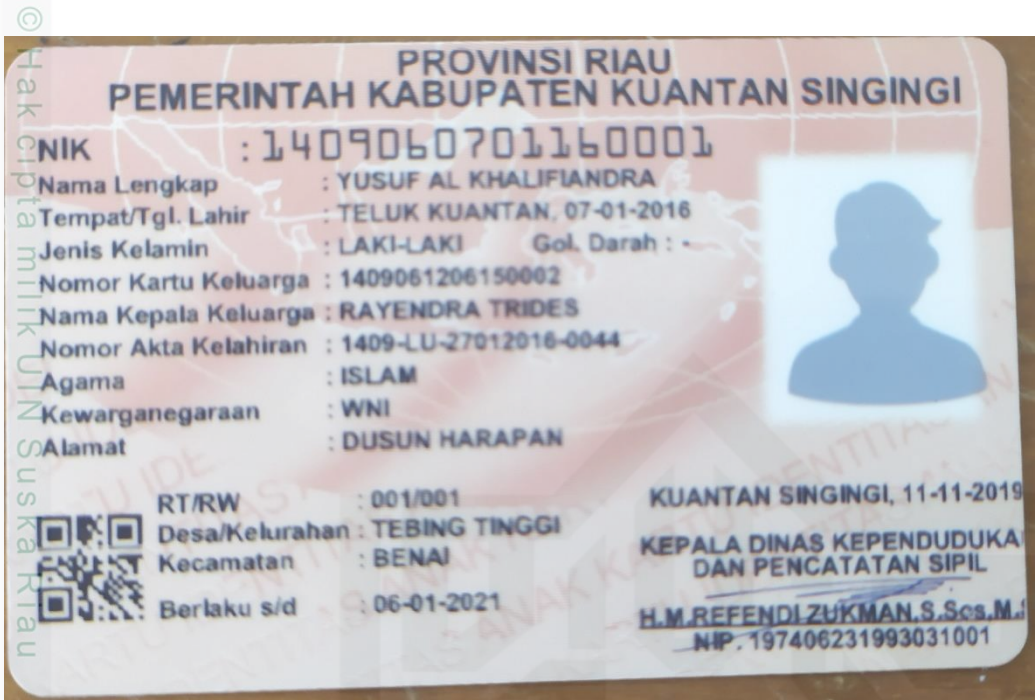 © Hak cipta milik UIN Suska Riau
PROVINSI RIAU
PEMERINTAH KABUPATEN KUANTAN SINGINGI
NIK : 1409060701160001
Nama Lengkap : YUSUF AL KHALIFIANDRA
Tempat/Tgl. Lahir : TELUK KUANTAN, 07-01-2016
Jenis Kelamin : LAKI-LAKI Gol. Darah : -
Nomor Kartu Keluarga : 1409061206150002
Nama Kepala Keluarga : RAYENDRA TRIDES
Nomor Akta Kelahiran : 1409-LU-27012016-0044
Agama : ISLAM
Kewarganegaraan : WNI
Alamat : DUSUN HARAPAN
RT/RW : 001/001
Desa/Kelurahan : TEBING TINGGI
Kecamatan : BENAI
Berlaku s/d : 06-01-2021
KUANTAN SINGINGI, 11-11-2019
KEPALA DINAS KEPENDUDUKA
DAN PENCATATAN SIPIL
H.M.REFENDI ZUKMAN,S.Sos,M.
NIP. 197406231993031001